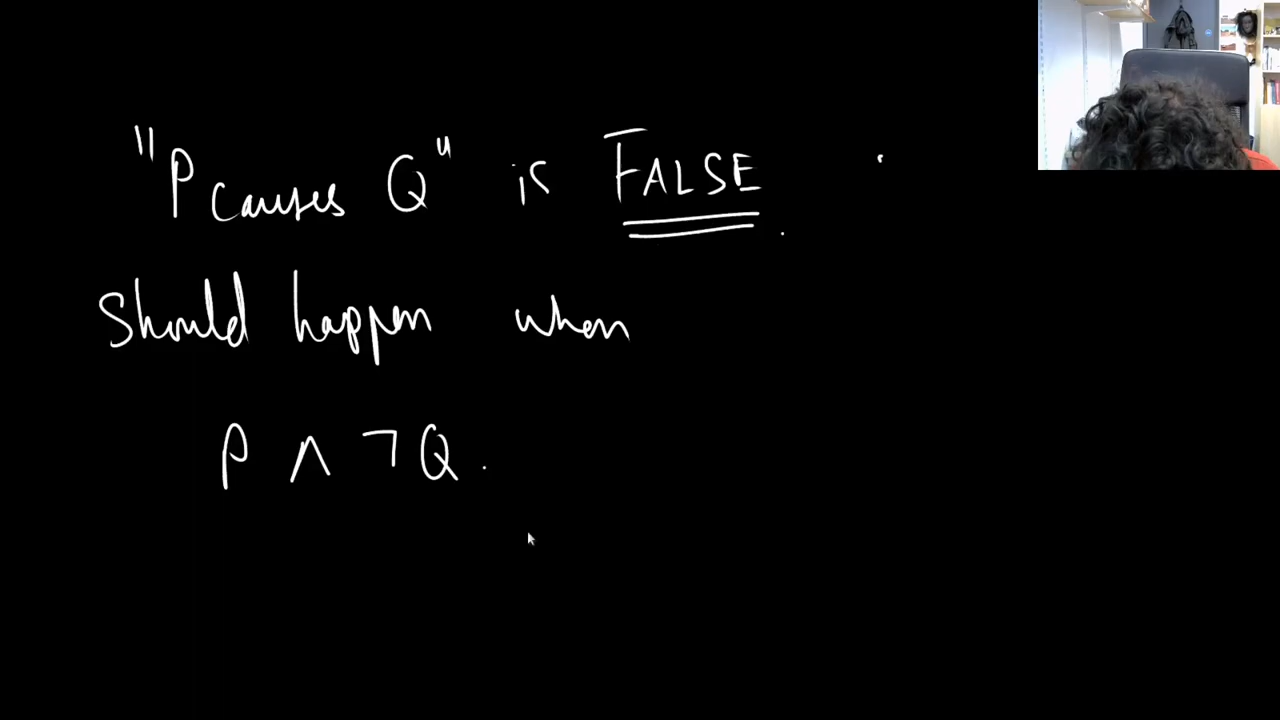 "P causes Q" is FALSE.
Should happen when
P ∧ ¬Q.